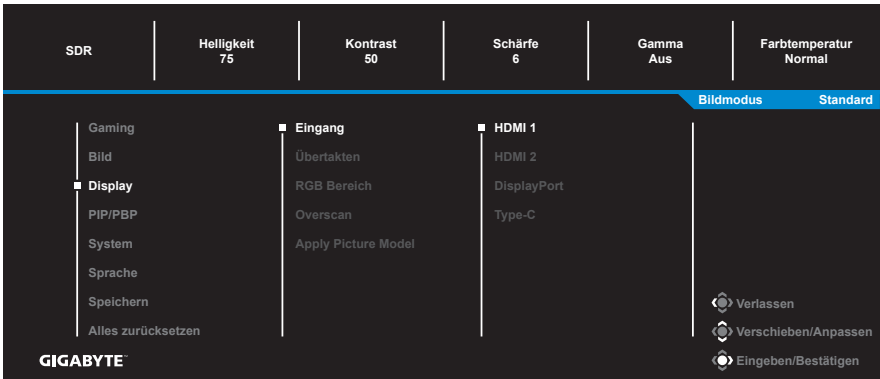 SDR
Helligkeit
75
Kontrast
50
Schärfe
6
Gamma
Aus
Farbtemperatur
Normal
Bildmodus Standard
Gaming
Bild
Display
PIP/PBP
System
Sprache
Speichern
Alles zurücksetzen
Eingang
Übertakten
RGB Bereich
Overscan
Apply Picture Model
HDMI 1
HDMI 2
DisplayPort
Type-C
Verlassen
Verschieben/Anpassen
Eingeben/Bestätigen
GIGABYTE™